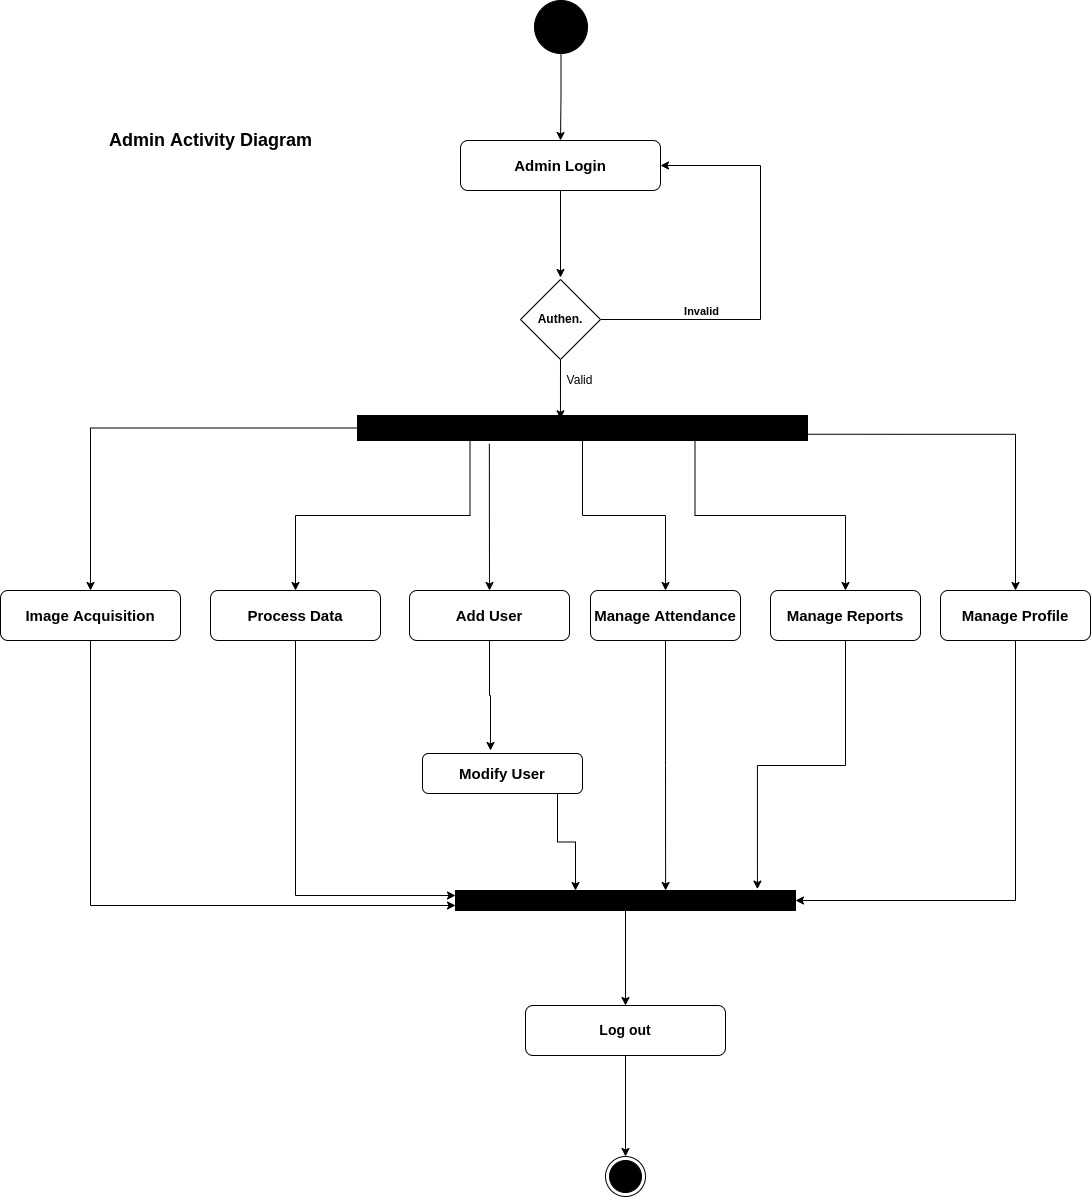 Admin Activity Diagram
Admin Login
Authen.
Invalid
Valid
Image Acquisition
Process Data
Add User
Manage Attendance
Manage Reports
Manage Profile
Modify User
Log out